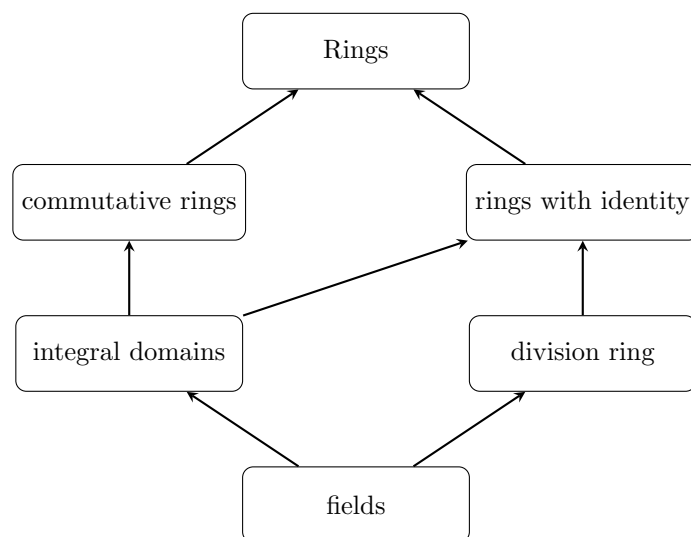 Rings
commutative rings
rings with identity
integral domains
division ring
fields